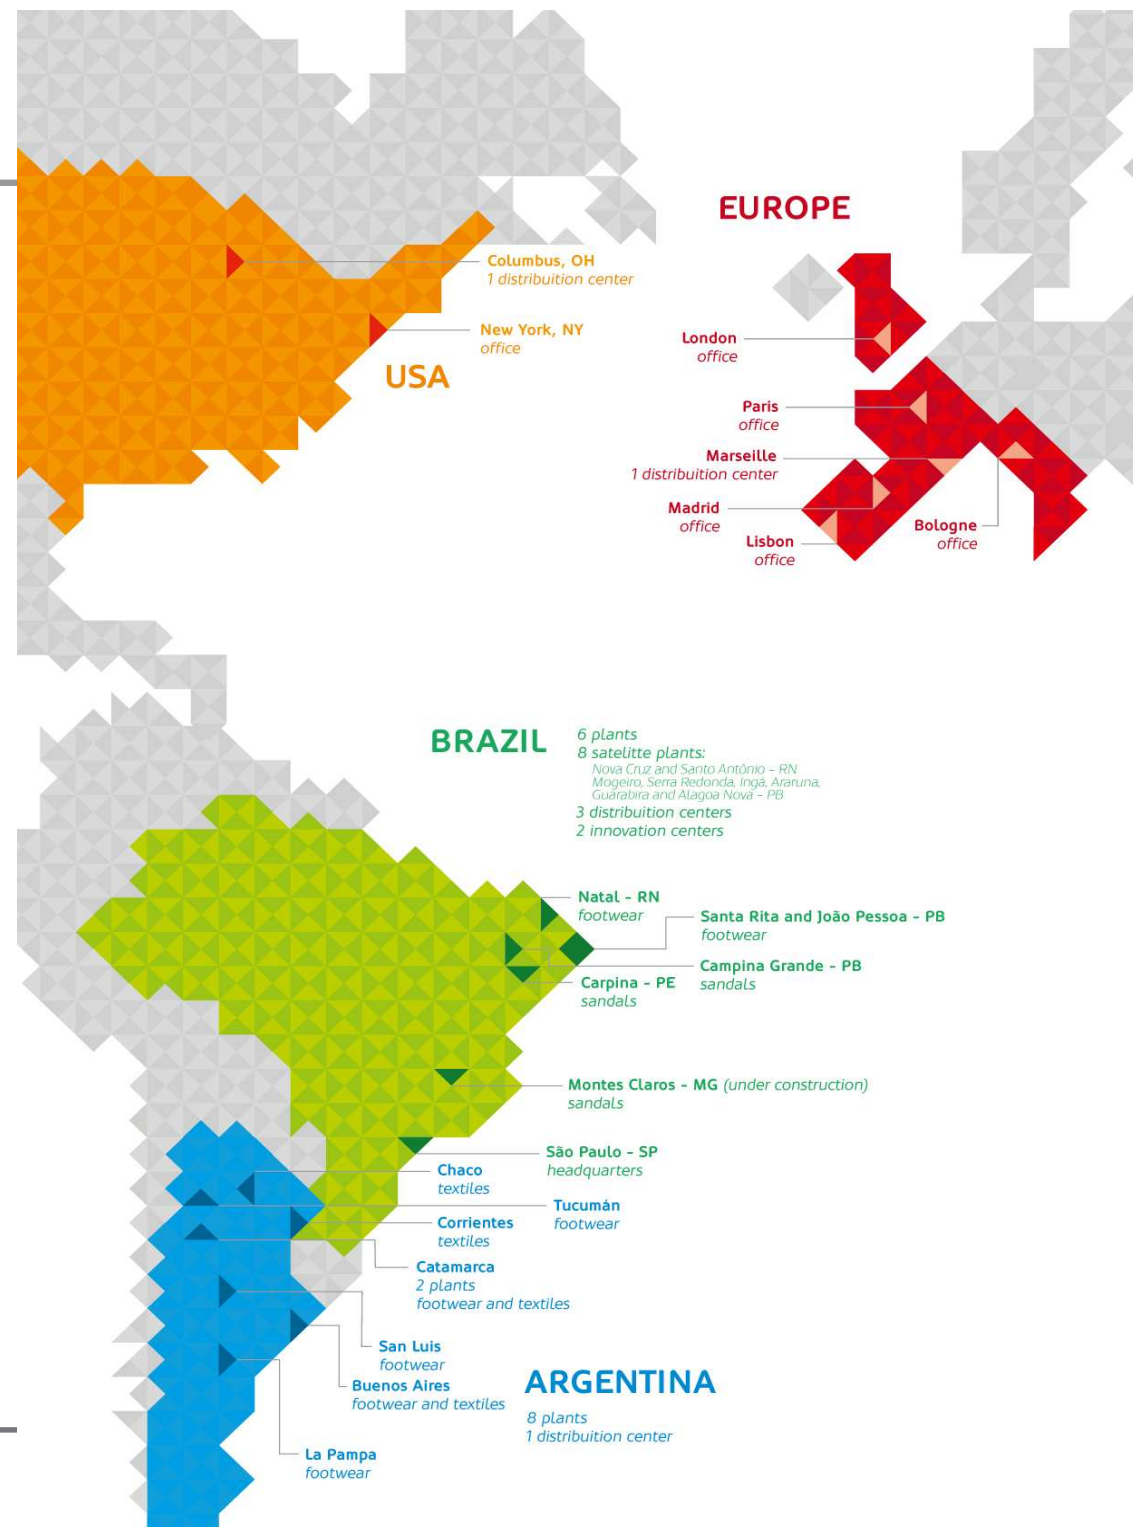 EUROPE
Columbus, OH
1 distribuition center
New York, NY
office
USA
London
office
Paris
office
Marseille
1 distribuition center
Madrid
office
Lisbon
office
Bologne
office
BRAZIL
6 plants
8 satelitte plants:
Nova Cruz and Santo Antônio - RN
Mogeiro, Serra Redonda, Ingá, Araruna,
Guarabira and Alagoa Nova - PB
3 distribuition centers
2 innovation centers
Natal - RN
footwear
Santa Rita and João Pessoa - PB
footwear
Campina Grande - PB
sandals
Carpina - PE
sandals
Montes Claros - MG (under construction)
sandals
São Paulo - SP
headquarters
Chaco
textiles
Tucumán
footwear
Corrientes
textiles
Catamarca
2 plants
footwear and textiles
San Luis
footwear
Buenos Aires
footwear and textiles
ARGENTINA
8 plants
1 distribuition center
La Pampa
footwear